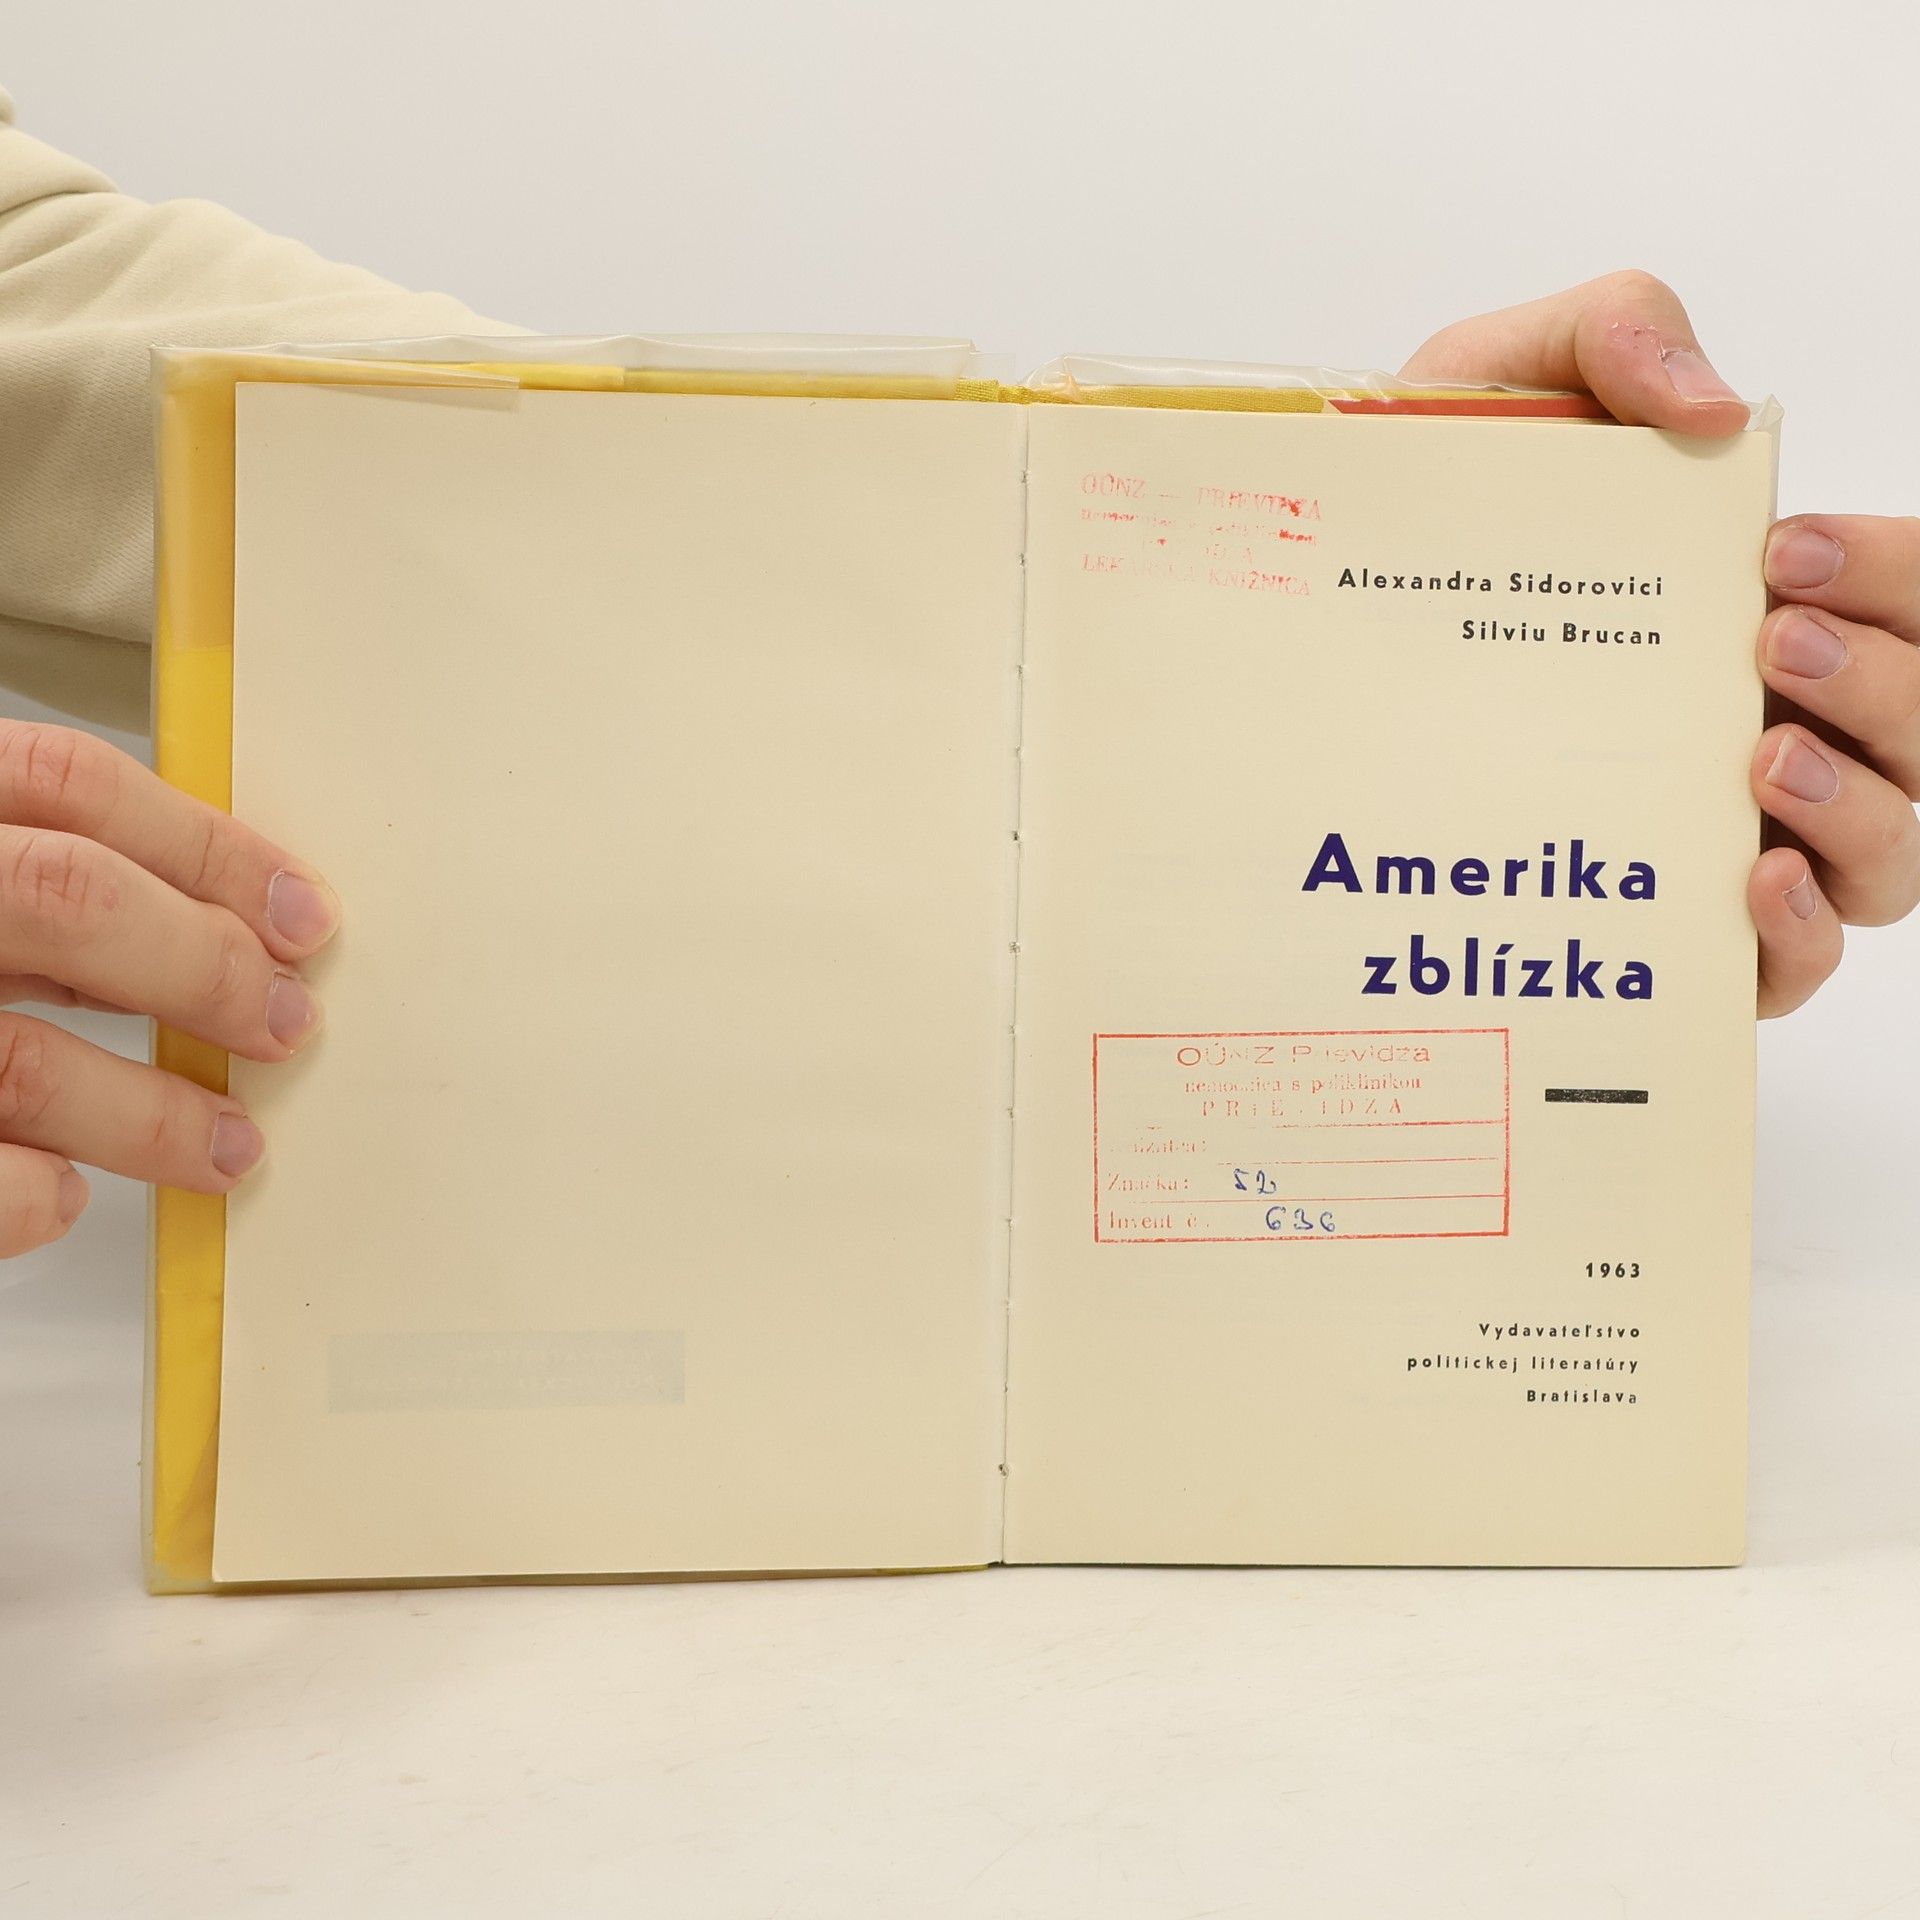 OÚNZ — PRIEVIDZA
LEKÁRSKA KNIŽNICA
Alexandra Sidorovici
Silviu Brucan
Amerika
zblízka
OÚNZ Prievidza
nemocnica s poliklinikou
PRIEVIDZA
Značka: 52
Invent č. 636
1963
Vydavateľstvo
politickej literatúry
Bratislava